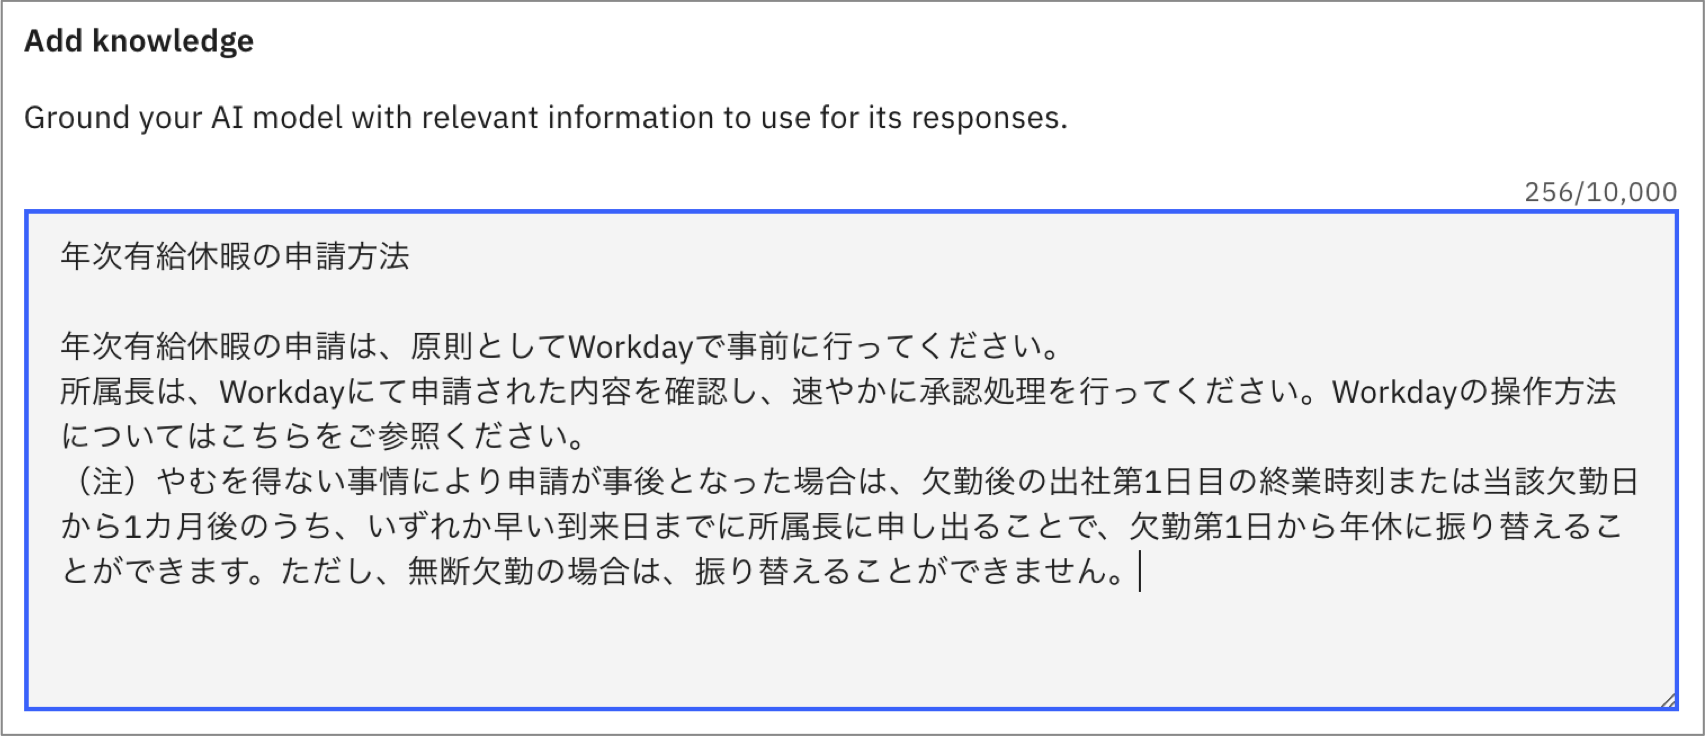 Add knowledge
Ground your AI model with relevant information to use for its responses.
256/10,000
年次有給休暇の申請方法
年次有給休暇の申請は、原則としてWorkdayで事前に行ってください。
所属長は、Workdayにて申請された内容を確認し、速やかに承認処理を行ってください。Workdayの操作方法
についてはこちらをご参照ください。
（注）やむを得ない事情により申請が事後となった場合は、欠勤後の出社第1日目の終業時刻または当該欠勤日
から1カ月後のうち、いずれか早い到来日までに所属長に申し出ることで、欠勤第1日から年休に振り替えるこ
とができます。ただし、無断欠勤の場合は、振り替えることができません。